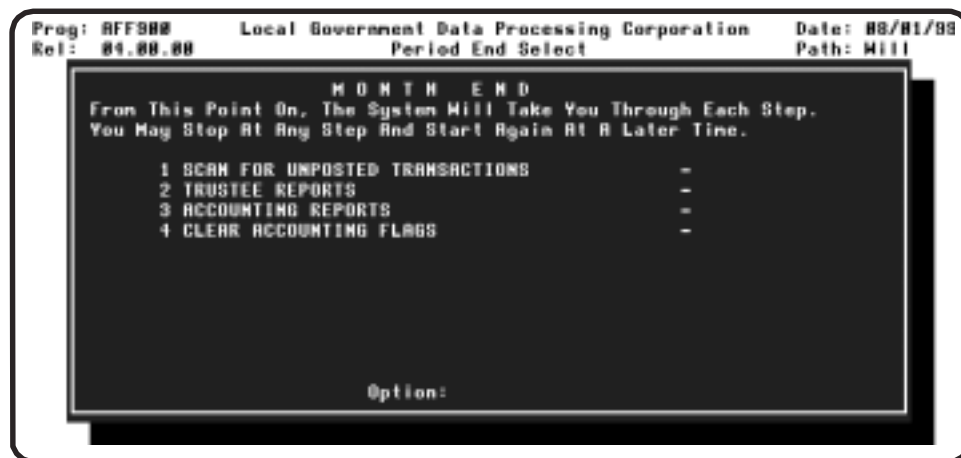 Prog: AFF900 Local Government Data Processing Corporation Date: 08/01/99
Rel: 04.00.00 Period End Select Path: Will
M O N T H E N D
From This Point On, The System Will Take You Through Each Step.
You May Stop At Any Step And Start Again At A Later Time.
1 SCAN FOR UNPOSTED TRANSACTIONS -
2 TRUSTEE REPORTS -
3 ACCOUNTING REPORTS -
4 CLEAR ACCOUNTING FLAGS -
Option: